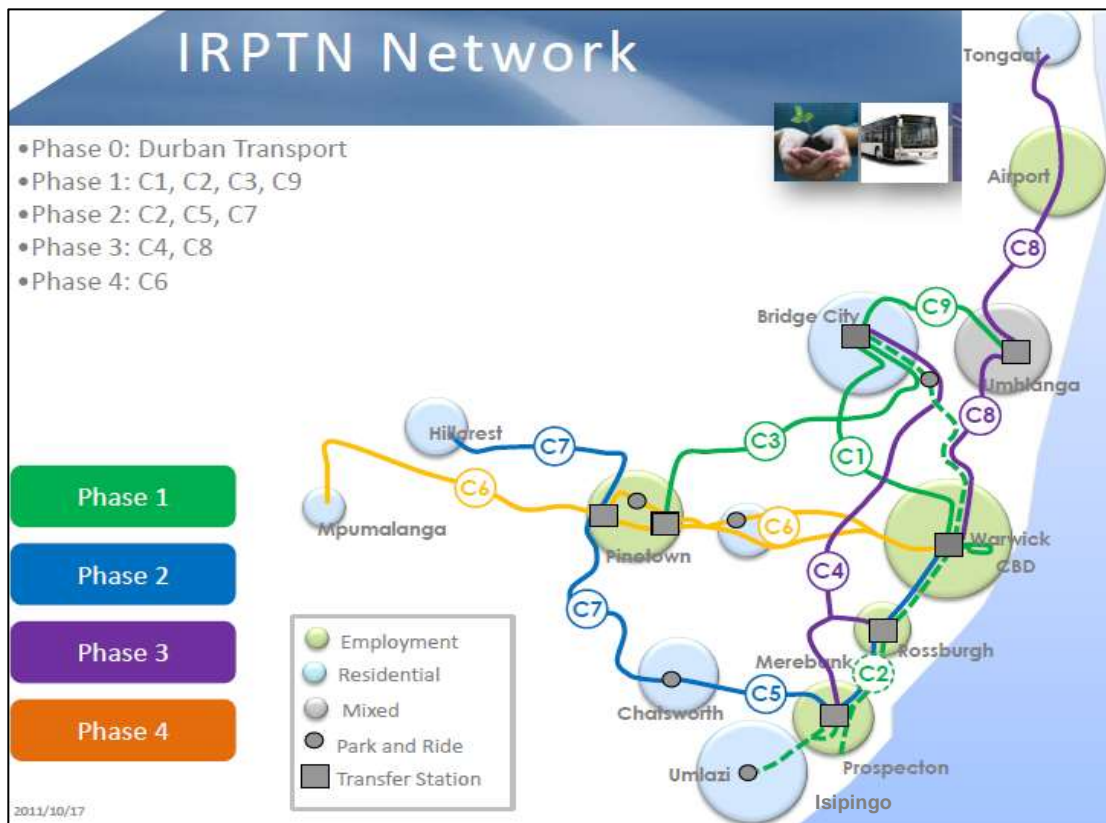 IRPTN Network
•Phase 0: Durban Transport
•Phase 1: C1, C2, C3, C9
•Phase 2: C2, C5, C7
•Phase 3: C4, C8
•Phase 4: C6
Tongaat
Airport
C8
Bridge City
C9
Umhlanga
C8
Hillcrest
C7
C3
C1
C6
Mpumalanga
Pinetown
C6
Warwick
CBD
C4
C7
Rossburgh
Merebank
C2
C5
Chatsworth
Umlazi
Prospecton
Isipingo
Phase 1
Phase 2
Phase 3
Phase 4
Employment
Residential
Mixed
Park and Ride
Transfer Station
2011/10/17